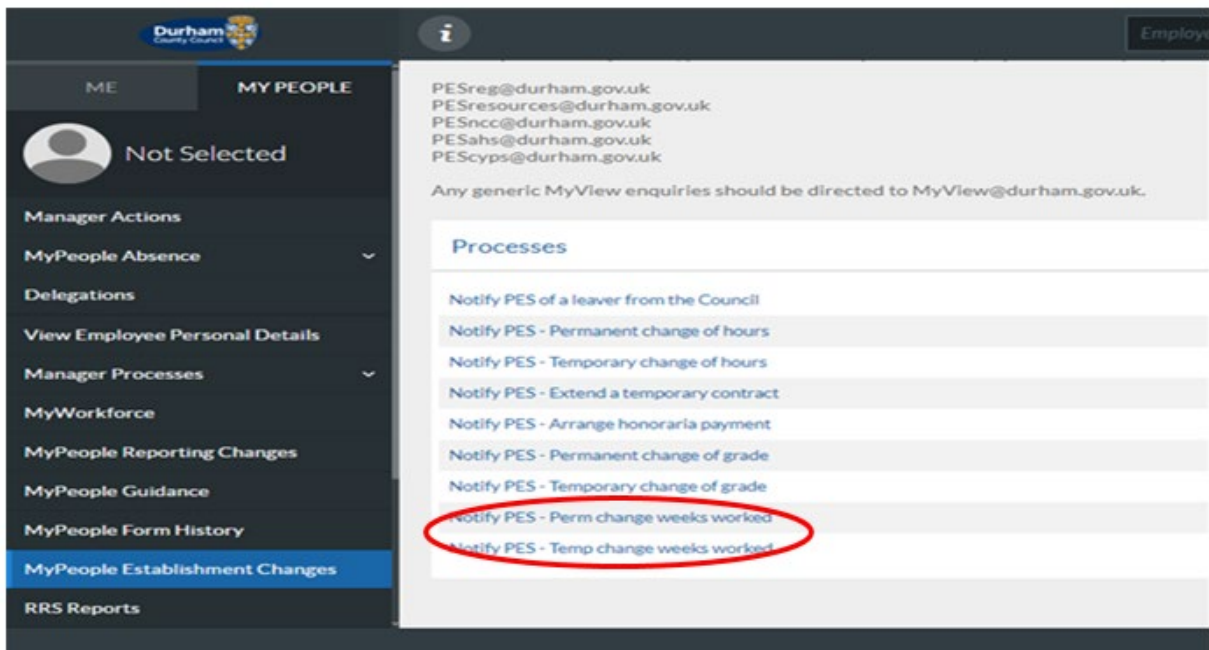 Durham
County Council
i
Employe
ME
MY PEOPLE
Not Selected
Manager Actions
MyPeople Absence
Delegations
View Employee Personal Details
Manager Processes
MyWorkforce
MyPeople Reporting Changes
MyPeople Guidance
MyPeople Form History
MyPeople Establishment Changes
RRS Reports
PESreg@durham.gov.uk
PESresources@durham.gov.uk
PESncc@durham.gov.uk
PESahs@durham.gov.uk
PEScyps@durham.gov.uk
Any generic MyView enquiries should be directed to MyView@durham.gov.uk.
Processes
Notify PES of a leaver from the Council
Notify PES - Permanent change of hours
Notify PES - Temporary change of hours
Notify PES - Extend a temporary contract
Notify PES - Arrange honoraria payment
Notify PES - Permanent change of grade
Notify PES - Temporary change of grade
Notify PES - Perm change weeks worked
Notify PES - Temp change weeks worked